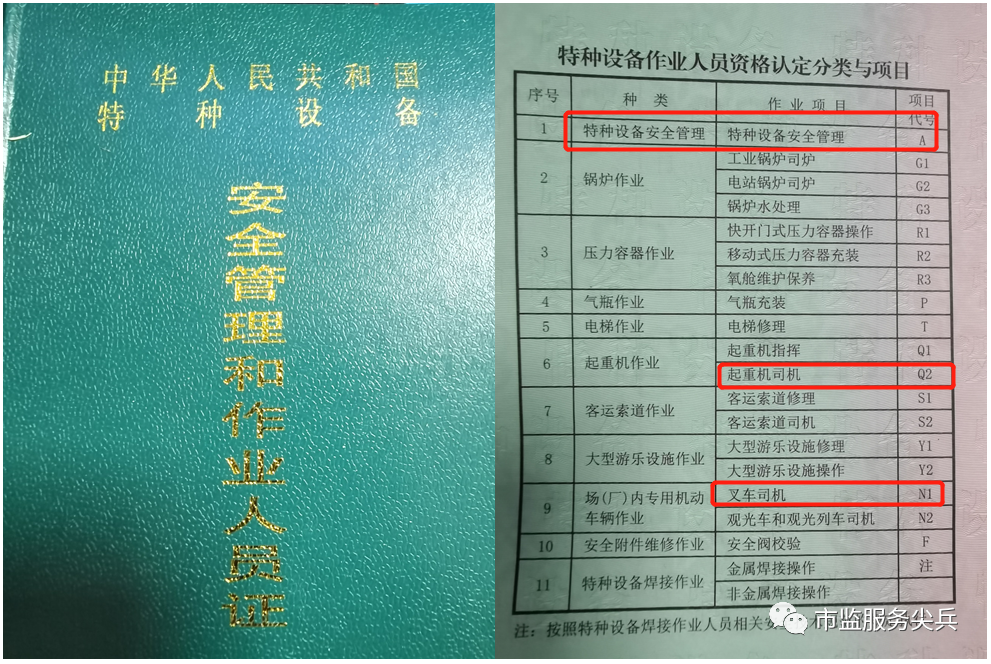 中华人民共和国
特种设备
安全管理和作业人员证
特种设备作业人员资格认定分类与项目
序号 种类 作业项目 项目代号
1 特种设备安全管理 特种设备安全管理 A
2 锅炉作业 工业锅炉司炉 G1
电站锅炉司炉 G2
锅炉水处理 G3
3 压力容器作业 快开门式压力容器操作 R1
移动式压力容器充装 R2
氧舱维护保养 R3
4 气瓶作业 气瓶充装 P
5 电梯作业 电梯修理 T
6 起重机作业 起重机指挥 Q1
起重机司机 Q2
7 客运索道作业 客运索道修理 S1
客运索道司机 S2
8 大型游乐设施作业 大型游乐设施修理 Y1
大型游乐设施操作 Y2
9 场(厂)内专用机动车辆作业 叉车司机 N1
观光车和观光列车司机 N2
10 安全附件维修作业 安全阀校验 F
11 特种设备焊接作业 金属焊接操作 注
非金属焊接操作
注：按照特种设备焊接作业人员相关安
市监服务尖兵